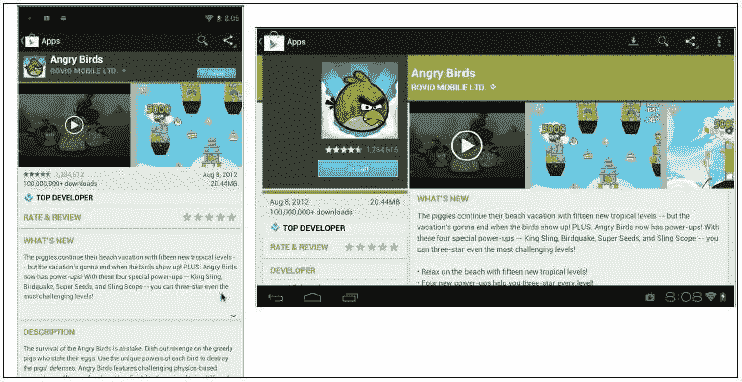 8:05
Apps
Angry Birds
ROVIO MOBILE LTD.
1,264,612
Aug 8, 2012
100,000,000+ downloads
20.44MB
TOP DEVELOPER
RATE & REVIEW
WHAT'S NEW
The piggies continue their beach vacation with fifteen new tropical levels -
- but the vacation's gonna end when the birds show up! PLUS: Angry Birds
now has power-ups! With these four special power-ups -- King Sling,
Birdquake, Super Seeds, and Sling Scope -- you can three-star even the
most challenging levels!
DESCRIPTION
The survival of the Angry Birds is at stake. Dish out revenge on the greedy
pigs who stole their eggs. Use the unique powers of each bird to destroy
the pigs' defenses. Angry Birds features challenging physics-based
Apps
Angry Birds
ROVIO MOBILE LTD.
Aug 8, 2012
20.44MB
100,000,000+ downloads
TOP DEVELOPER
RATE & REVIEW
DEVELOPER
WHAT'S NEW
The piggies continue their beach vacation with fifteen new tropical levels -- but the
vacation's gonna end when the birds show up! PLUS: Angry Birds now has power-ups! With
these four special power-ups -- King Sling, Birdquake, Super Seeds, and Sling Scope -- you
can three-star even the most challenging levels!
• Relax on the beach with fifteen new tropical levels!
• Four new power-ups help you three-star every level!
8:08